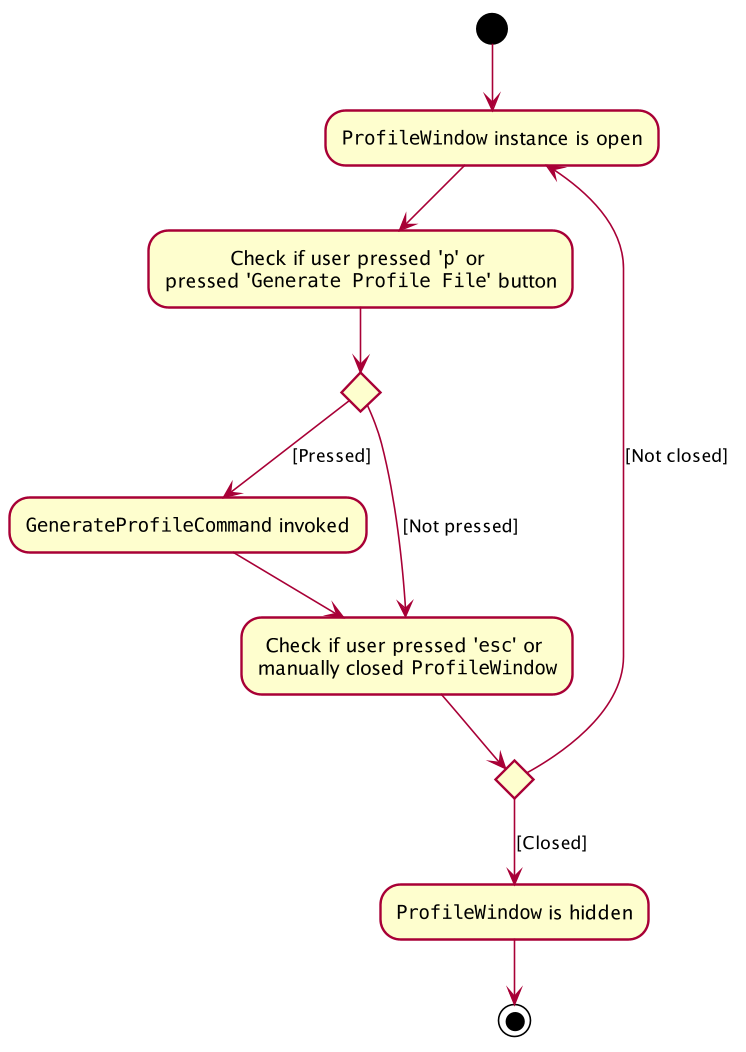 ProfileWindow instance is open
Check if user pressed 'p' or
pressed 'Generate Profile File' button
[Pressed]
[Not closed]
GenerateProfileCommand invoked
[Not pressed]
Check if user pressed 'esc' or
manually closed ProfileWindow
[Closed]
ProfileWindow is hidden